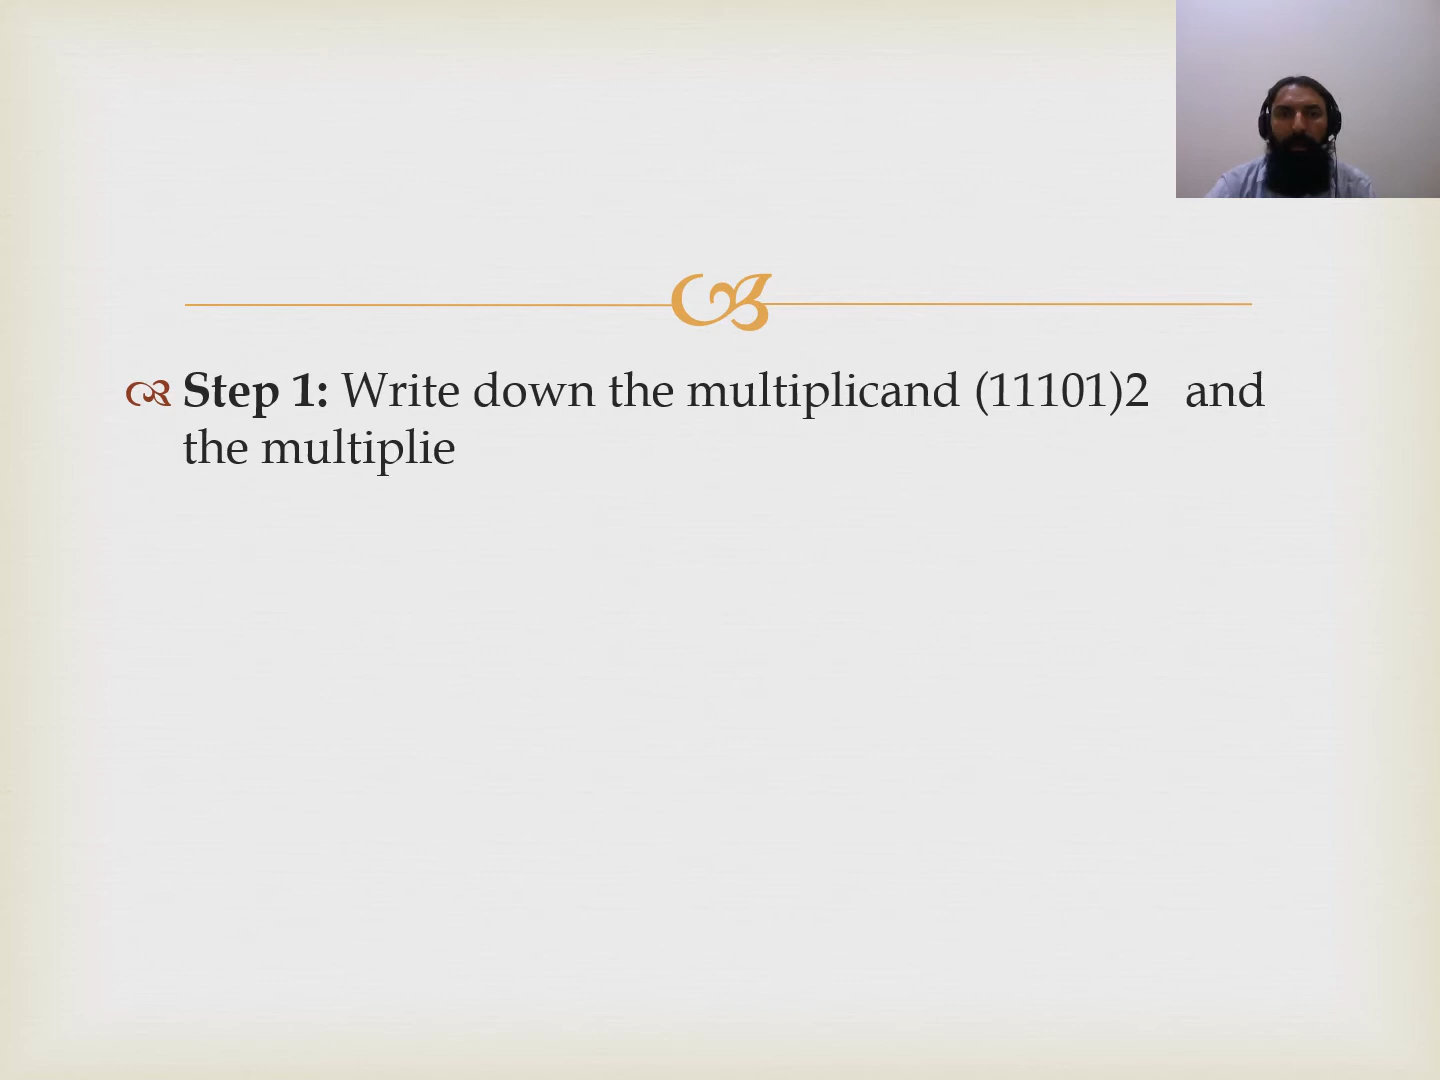 Step 1: Write down the multiplicand (11101)2 and
the multiplie